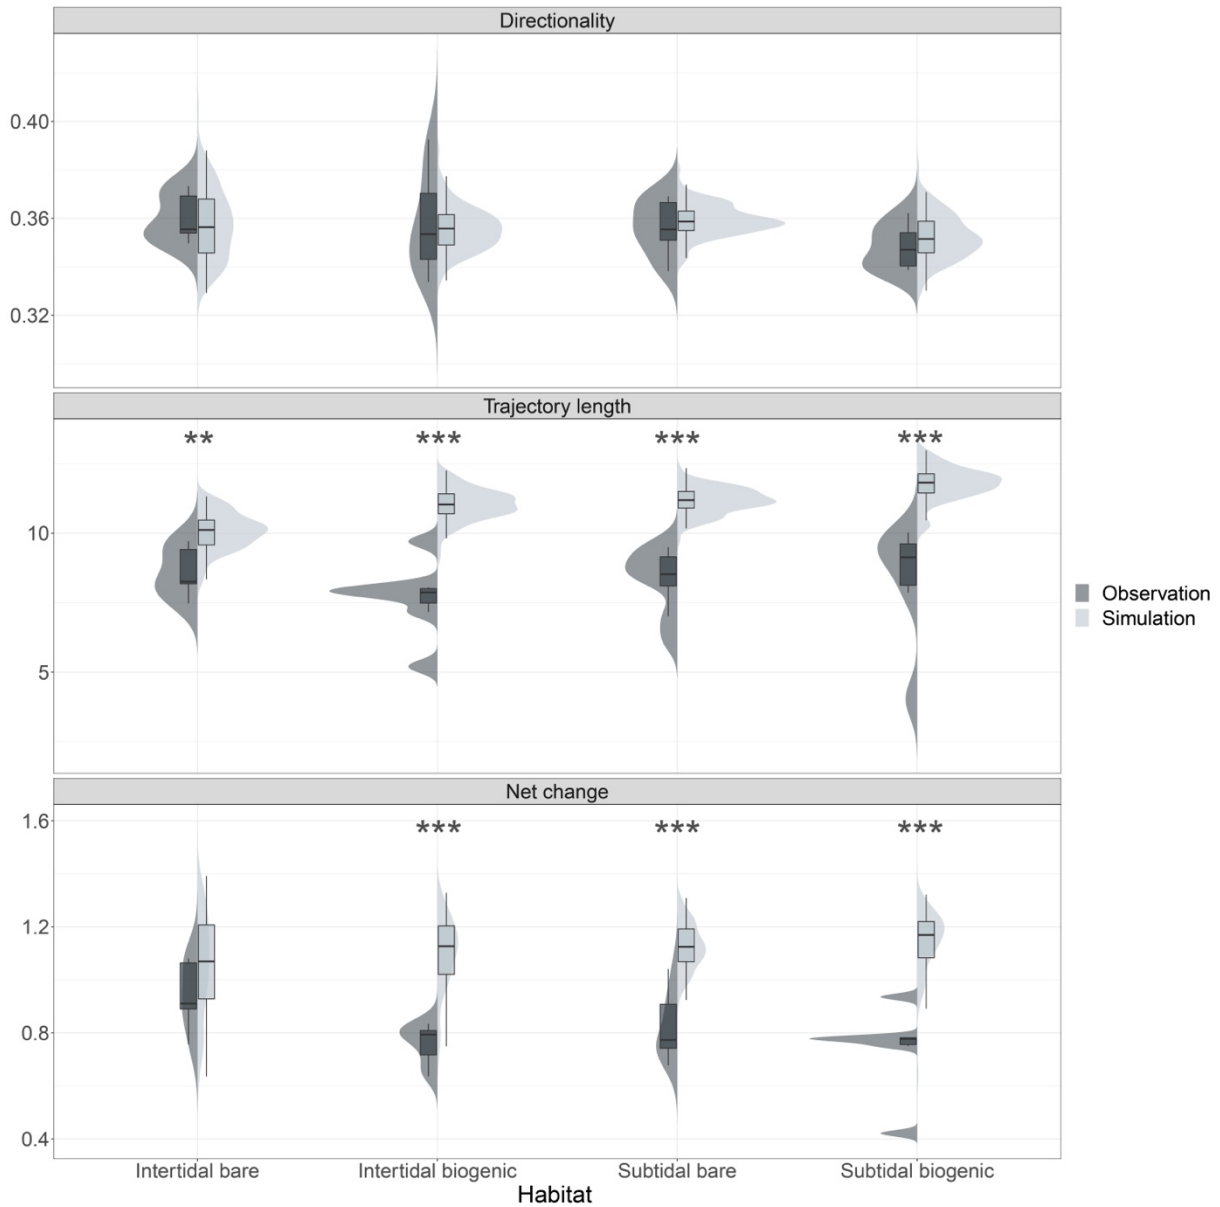 Directionality
0.40
0.36
0.32
Trajectory length
** *** *** ***
10
5
Observation
Simulation
Net change
*** *** ***
1.6
1.2
0.8
0.4
Intertidal bare Intertidal biogenic Subtidal bare Subtidal biogenic
Habitat